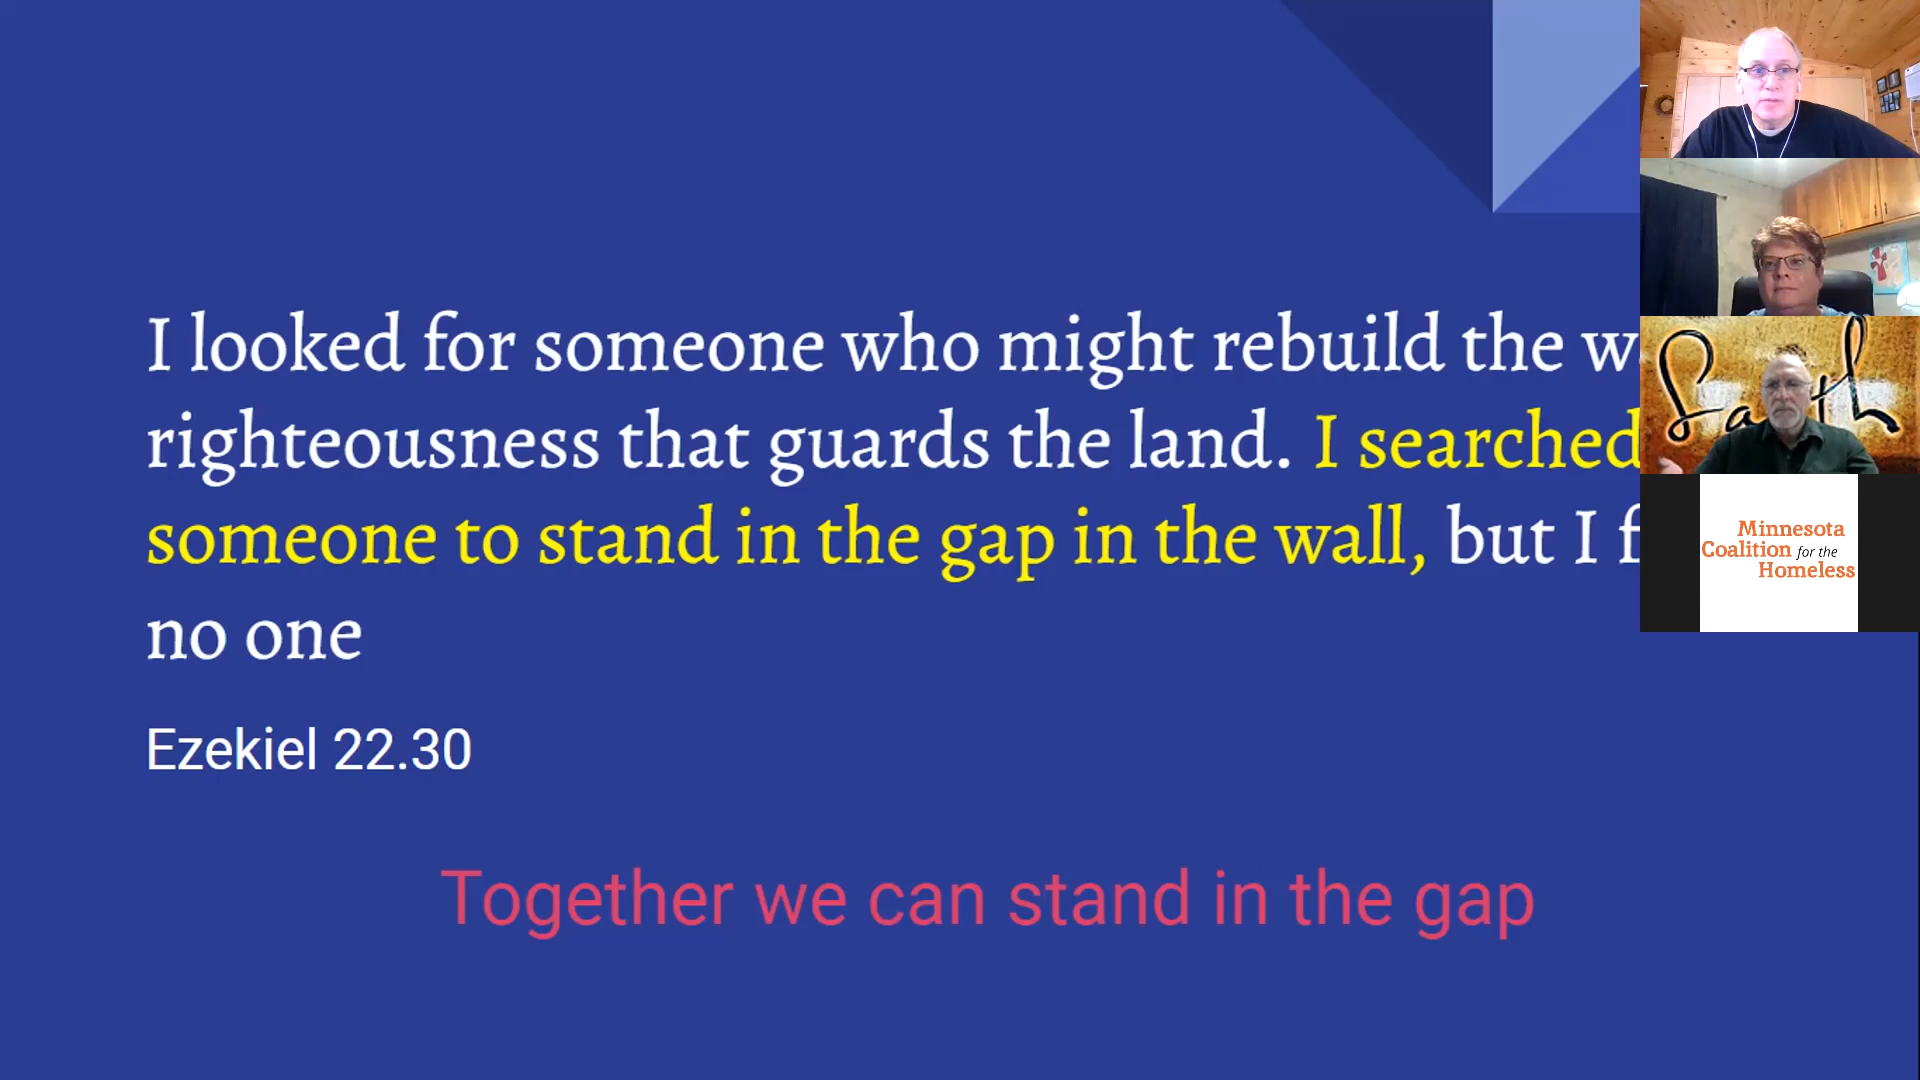 I looked for someone who might rebuild the
righteousness that guards the land. I searched
someone to stand in the gap in the wall, but I
no one
Ezekiel 22.30
Together we can stand in the gap
Faith
Minnesota
Coalition for the
Homeless